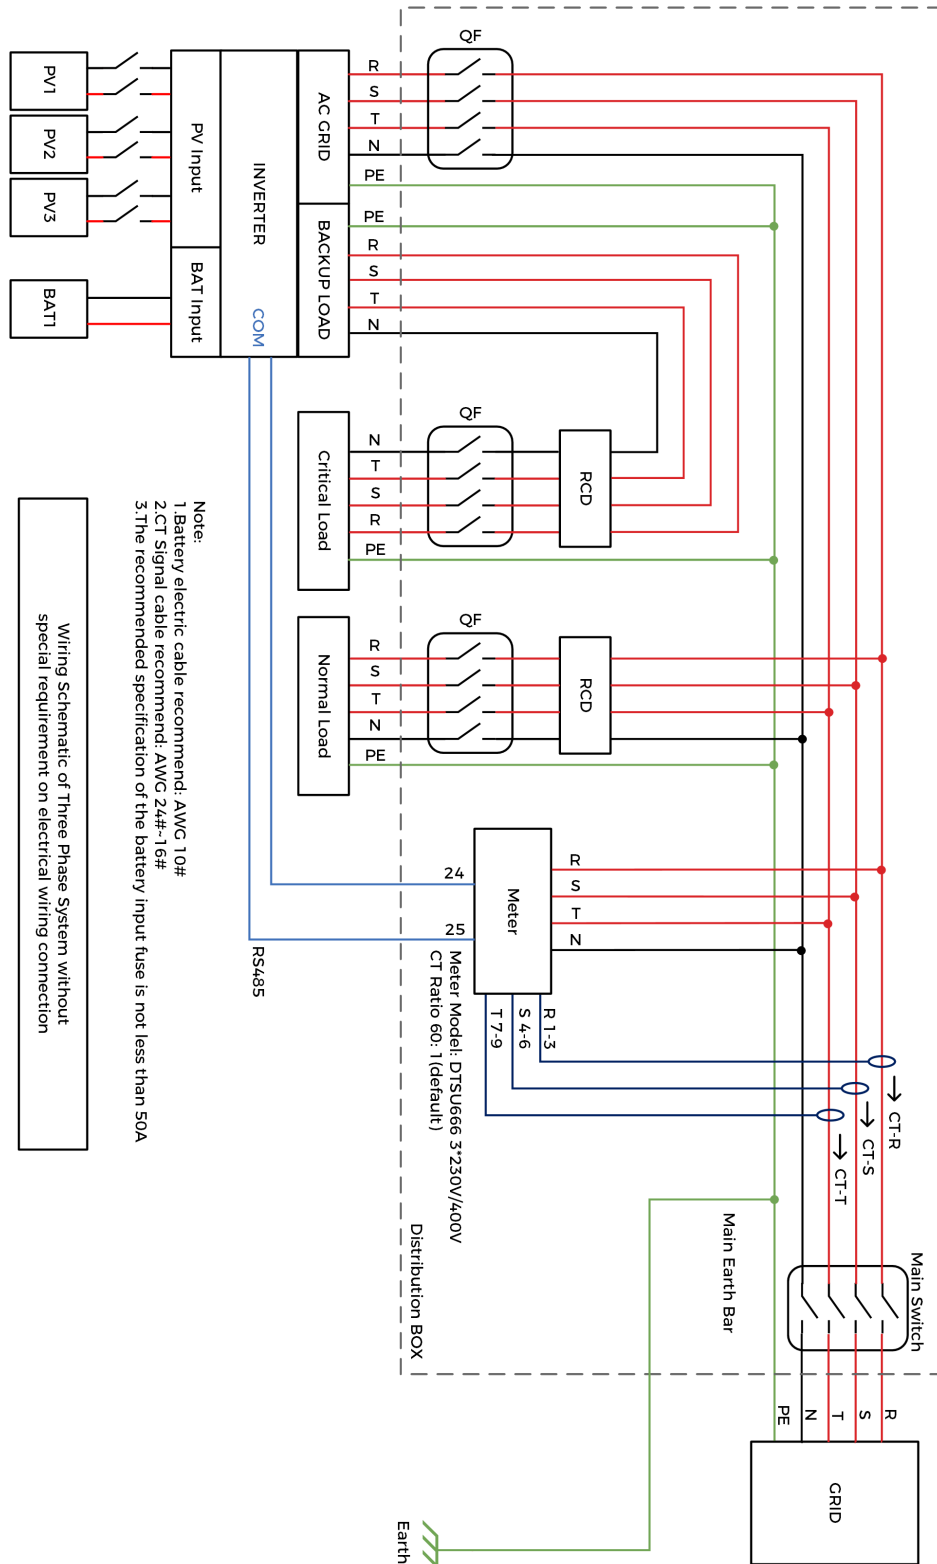 QF
R
S
T
N
PE
PE
R
S
T
N
PV1
PV2
PV3
BAT1
PV Input
BAT Input
INVERTER
COM
AC GRID
BACKUP LOAD
QF
N
T
S
R
PE
Critical Load
RCD
QF
R
S
T
N
PE
Normal Load
RCD
Meter
R
S
T
N
24
25
RS485
R 1-3
S 4-6
T 7-9
Meter Model: DTSU666 3*230V/400V
CT Ratio 60: 1(default)
CT-R
CT-S
CT-T
Main Earth Bar
Main Switch
Distribution BOX
R
S
T
N
PE
GRID
Earth
Note:
1.Battery electric cable recommend: AWG 10#
2.CT Signal cable recommend: AWG 24#~16#
3.The recommended specification of the battery input fuse is not less than 50A
Wiring Schematic of Three Phase System without
special requirement on electrical wiring connection